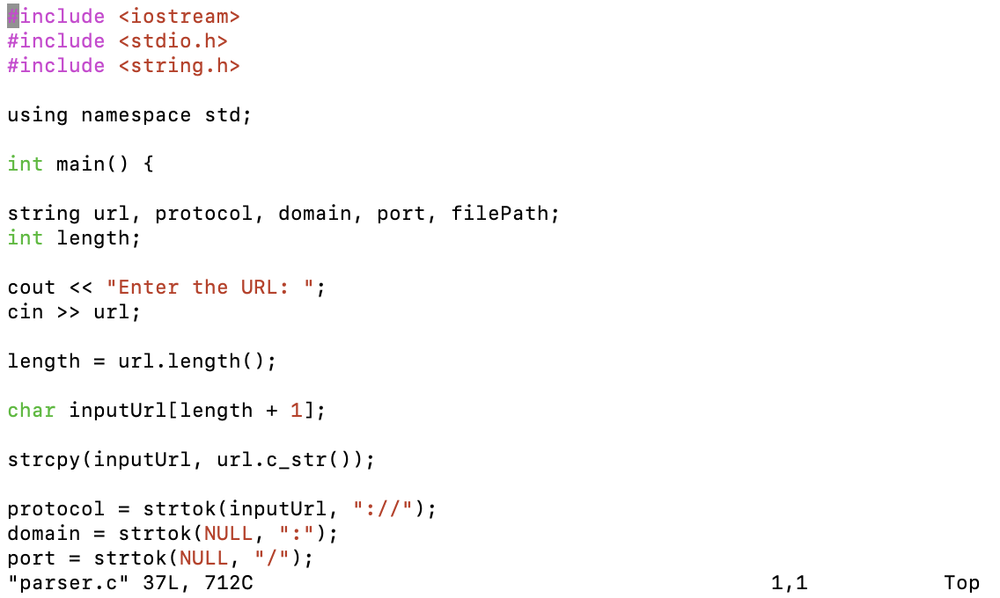 #include <iostream>
#include <stdio.h>
#include <string.h>
using namespace std;
int main() {
string url, protocol, domain, port, filePath;
int length;
cout << "Enter the URL: ";
cin >> url;
length = url.length();
char inputUrl[length + 1];
strcpy(inputUrl, url.c_str());
protocol = strtok(inputUrl, "://");
domain = strtok(NULL, ":");
port = strtok(NULL, "/");
"parser.c" 37L, 712C 1,1 Top